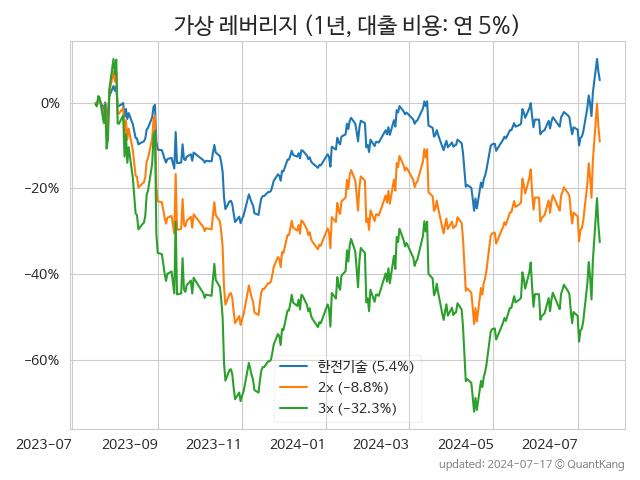 가상 레버리지 (1년, 대출 비용: 연 5%)
0%
−20%
−40%
−60%
한전기술 (5.4%)
2x (−8.8%)
3x (−32.3%)
2023-07 2023-09 2023-11 2024-01 2024-03 2024-05 2024-07
updated: 2024-07-17 © QuantKang